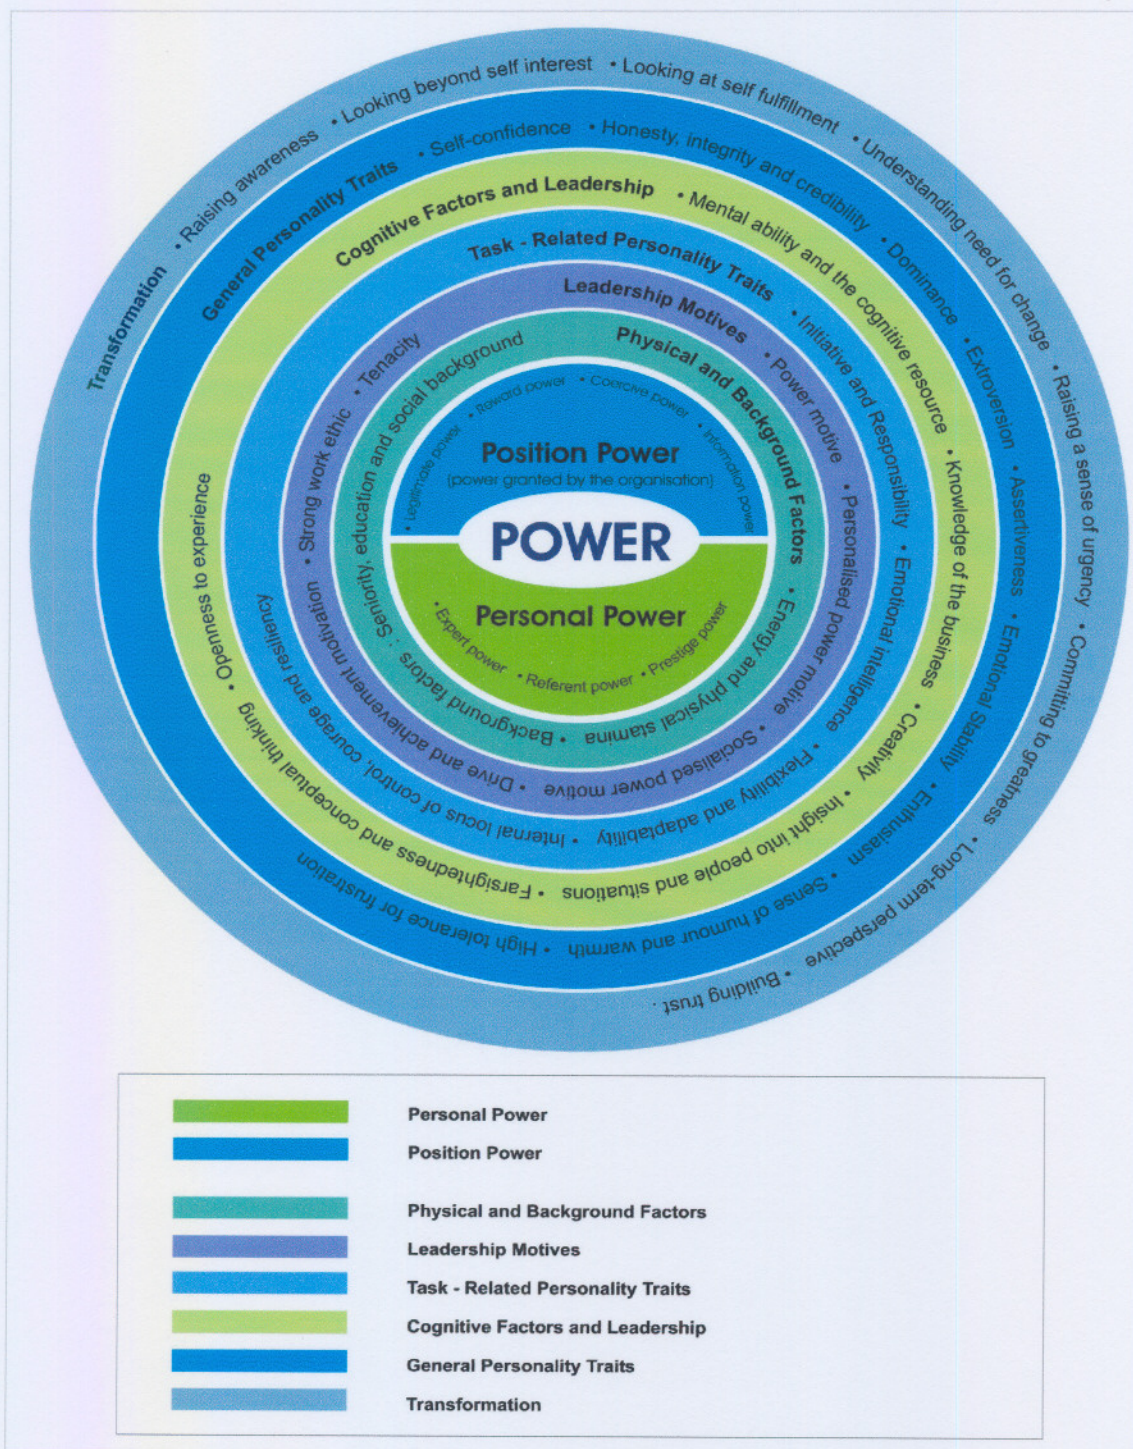 Transformation • Raising awareness • Looking beyond self interest • Looking at self fulfillment • Understanding need for change • Raising a sense of urgency • Committing to greatness • Long-term perspective • Building trust .
General Personality Traits • Self-confidence • Honesty, integrity and credibility • Dominance • Extroversion • Assertiveness • Emotional Stability • Enthusiasm • Sense of humour and warmth • High tolerance for frustration
Cognitive Factors and Leadership • Mental ability and the cognitive resource • Knowledge of the business • Creativity • Insight into people and situations • Farsightedness and conceptual thinking • Openness to experience
Task - Related Personality Traits • Initiative and Responsibility • Emotional intelligence • Flexibility and adaptability • Internal locus of control, courage and resiliency
Leadership Motives • Power motive • Personalised power motive • Socialised power motive • Drive and achievement motivation • Strong work ethic • Tenacity
Physical and Background Factors • Energy and physical stamina • Background factors . Seniority, education and social background
• Legitimate power • Reward power • Coercive power • Information power
Position Power
(power granted by the organisation)
POWER
Personal Power
• Expert power • Referent power • Prestige power
Personal Power
Position Power
Physical and Background Factors
Leadership Motives
Task - Related Personality Traits
Cognitive Factors and Leadership
General Personality Traits
Transformation